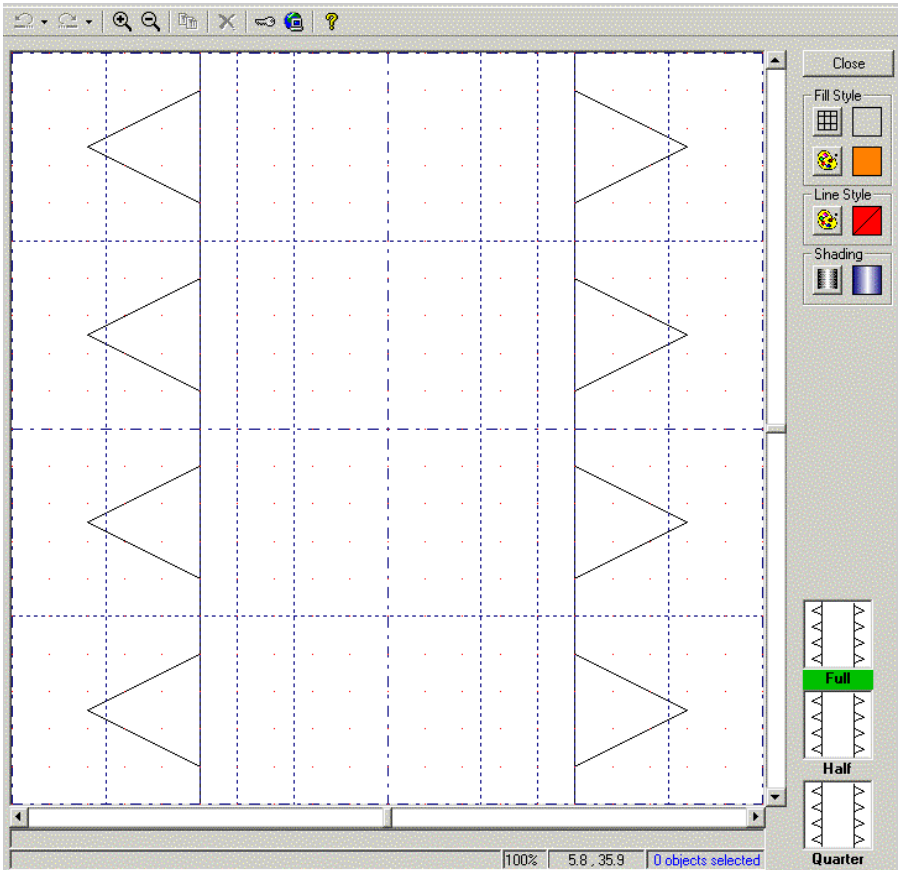 Close
Fill Style
Line Style
Shading
Full
Half
Quarter
100% 5.8 , 35.9 0 objects selected